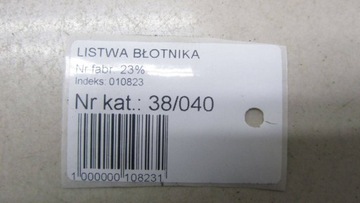 LISTWA BŁOTNIKA
Nr fabr. 23%
Indeks: 010823
Nr kat.: 38/040
1 000000 108231